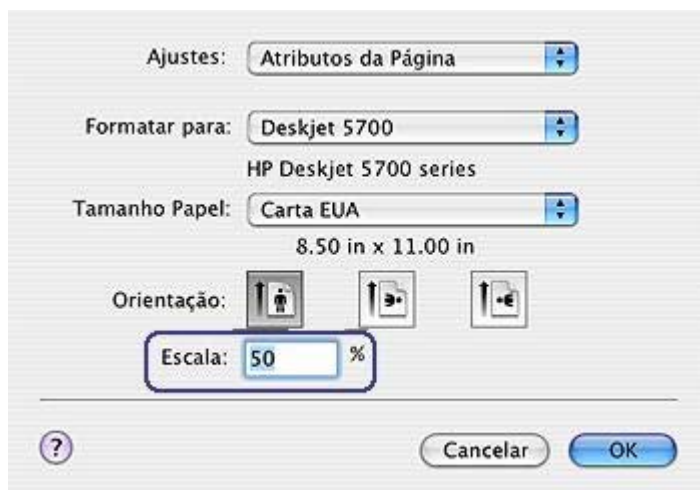 Ajustes: Atributos da Página
Formatar para: Deskjet 5700
HP Deskjet 5700 series
Tamanho Papel: Carta EUA
8.50 in x 11.00 in
Orientação:
Escala: 50 %
? Cancelar OK